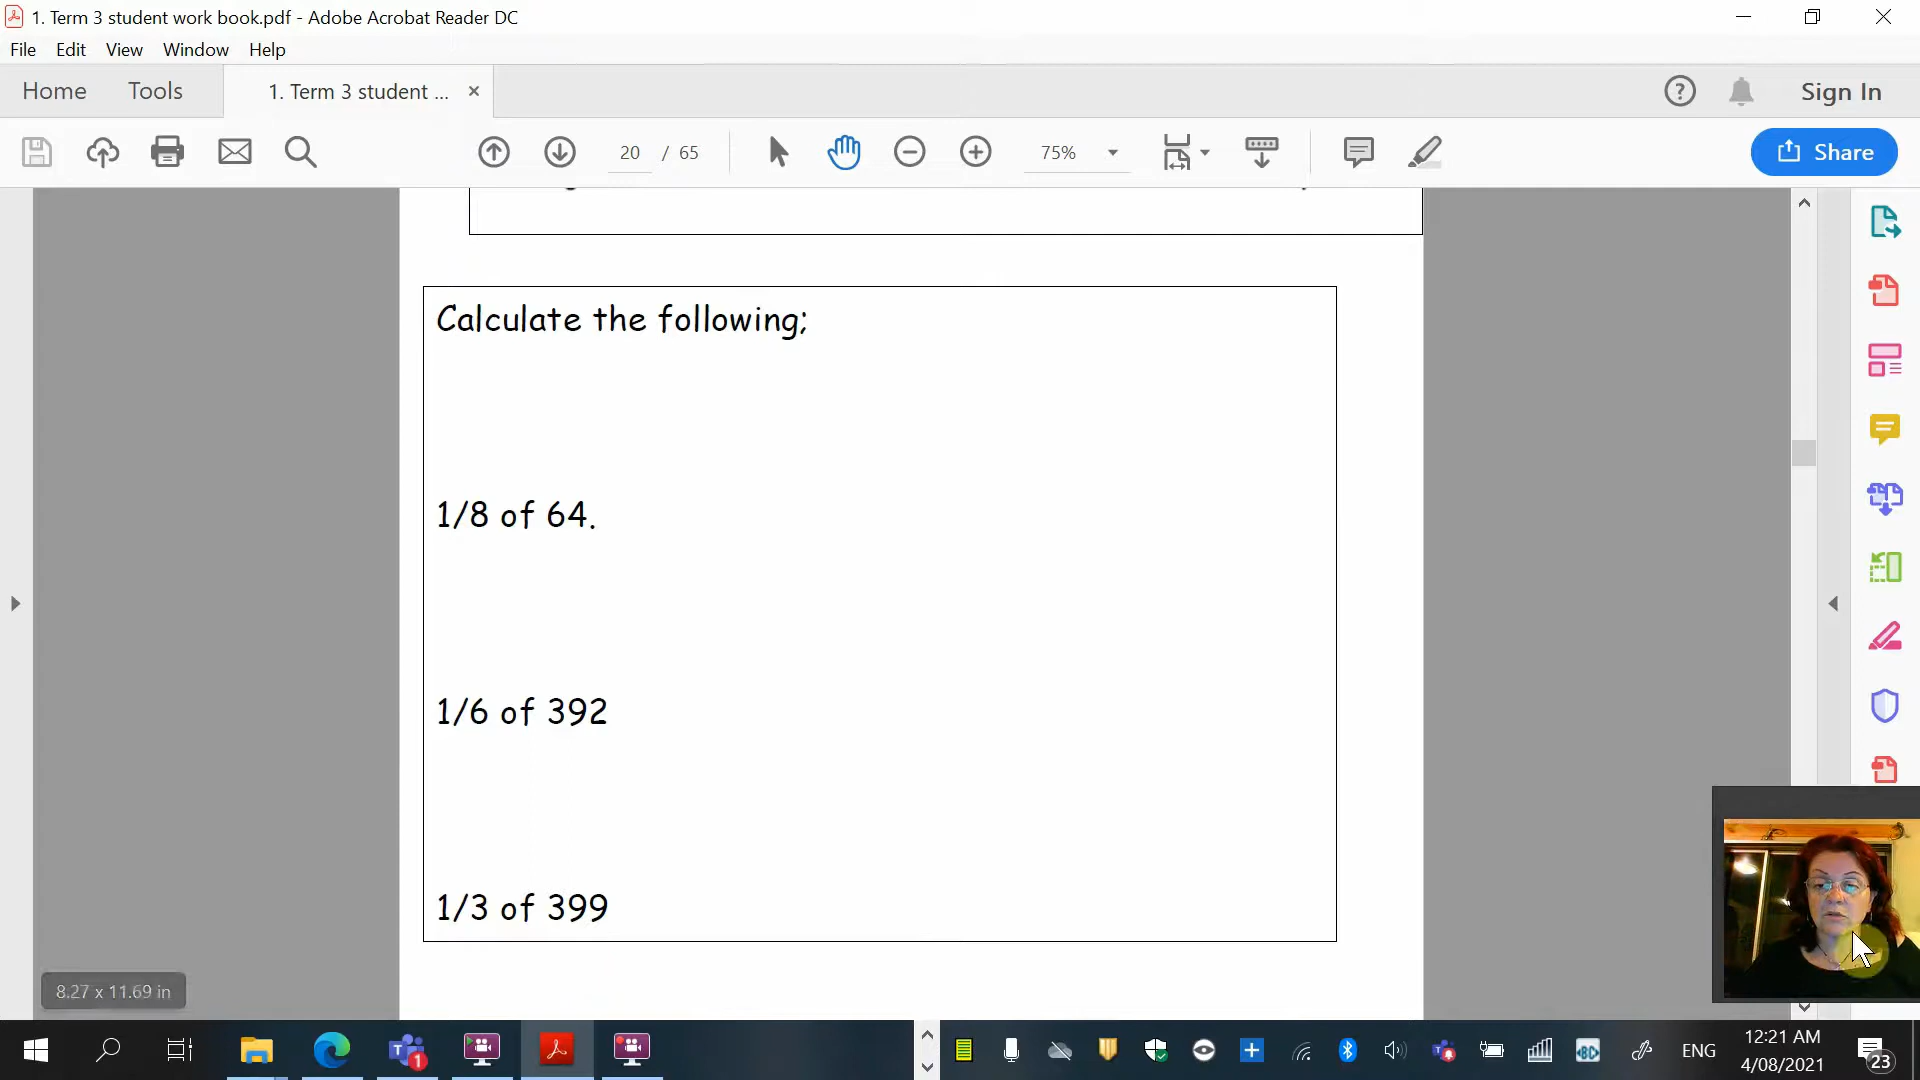 1. Term 3 student work book.pdf - Adobe Acrobat Reader DC
File Edit View Window Help
Home Tools 1. Term 3 student ... Sign In
20 / 65 75% Share
Calculate the following;
1/8 of 64.
1/6 of 392
1/3 of 399
8.27 x 11.69 in
1 ENG 12:21 AM
4/08/2021 23